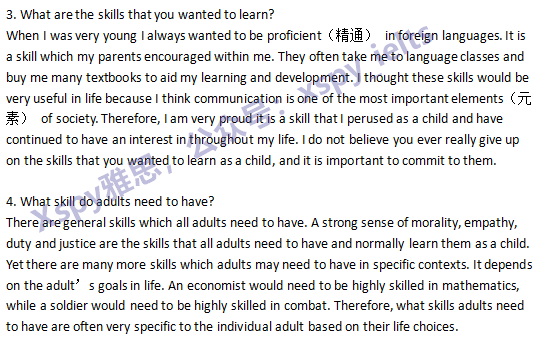 3. What are the skills that you wanted to learn?
When I was very young I always wanted to be proficient（精通） in foreign languages. It is
a skill which my parents encouraged within me. They often take me to language classes and
buy me many textbooks to aid my learning and development. I thought these skills would be
very useful in life because I think communication is one of the most important elements（元
素） of society. Therefore, I am very proud it is a skill that I perused as a child and have
continued to have an interest in throughout my life. I do not believe you ever really give up
on the skills that you wanted to learn as a child, and it is important to commit to them.
4. What skill do adults need to have?
There are general skills which all adults need to have. A strong sense of morality, empathy,
duty and justice are the skills that all adults need to have and normally learn them as a child.
Yet there are many more skills which adults may need to have in specific contexts. It depends
on the adult’s goals in life. An economist would need to be highly skilled in mathematics,
while a soldier would need to be highly skilled in combat. Therefore, what skills adults need
to have are often very specific to the individual adult based on their life choices.
Xspy雅思，公众号：xspy ielts